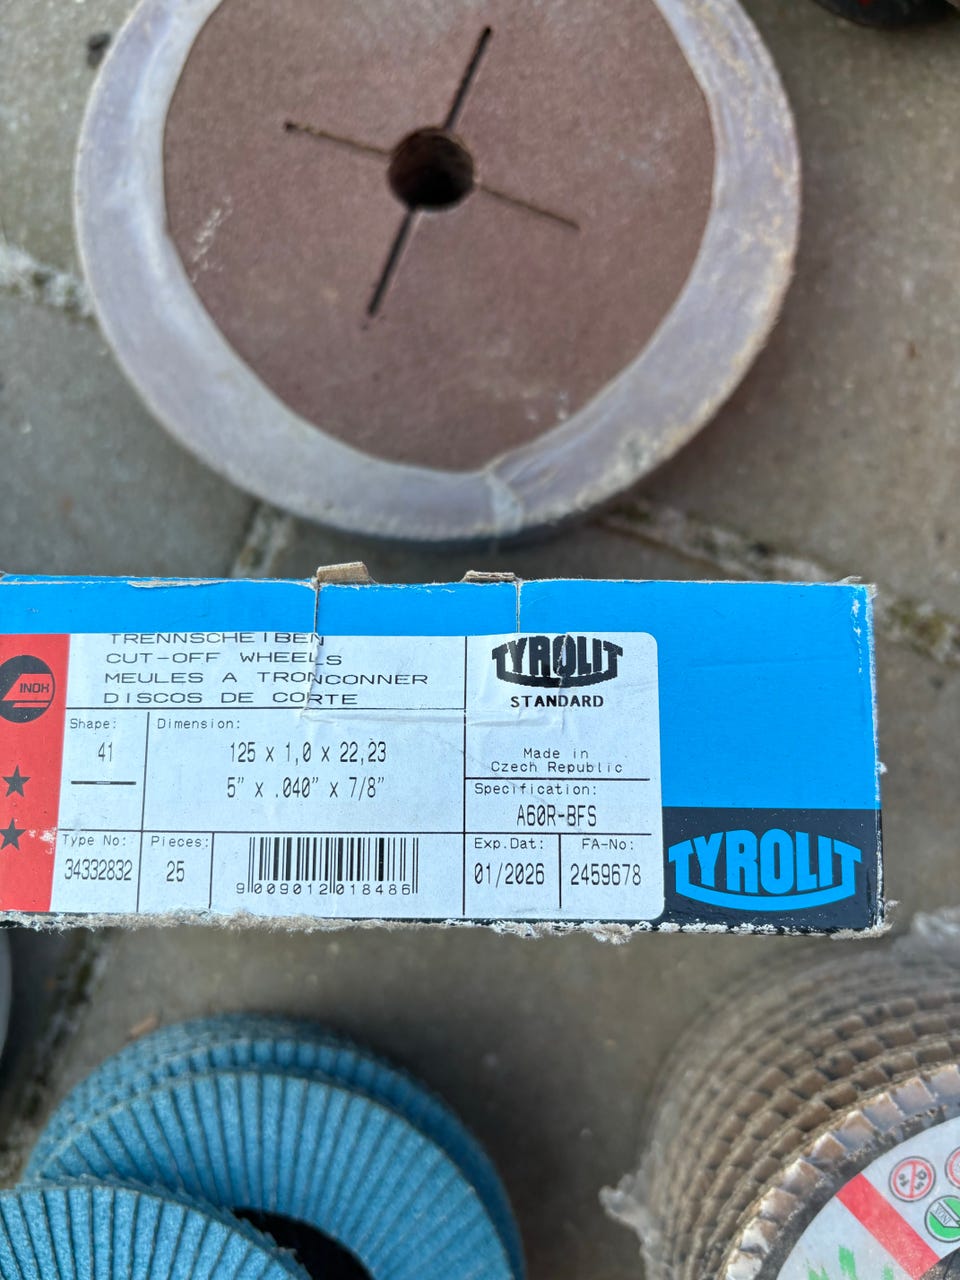 TRENNSCHEIBEN
CUT-OFF WHEELS
MEULES A TRONCONNER
DISCOS DE CORTE
INOX
TYROLIT
STANDARD
Shape:
41
Dimension:
125 x 1,0 x 22,23
5" x .040" x 7/8"
Made in
Czech Republic
Specification:
A60R-BFS
Type No:
34332832
Pieces:
25
9 009012 018486
Exp.Dat:
01/2026
FA-No:
2459678
TYROLIT